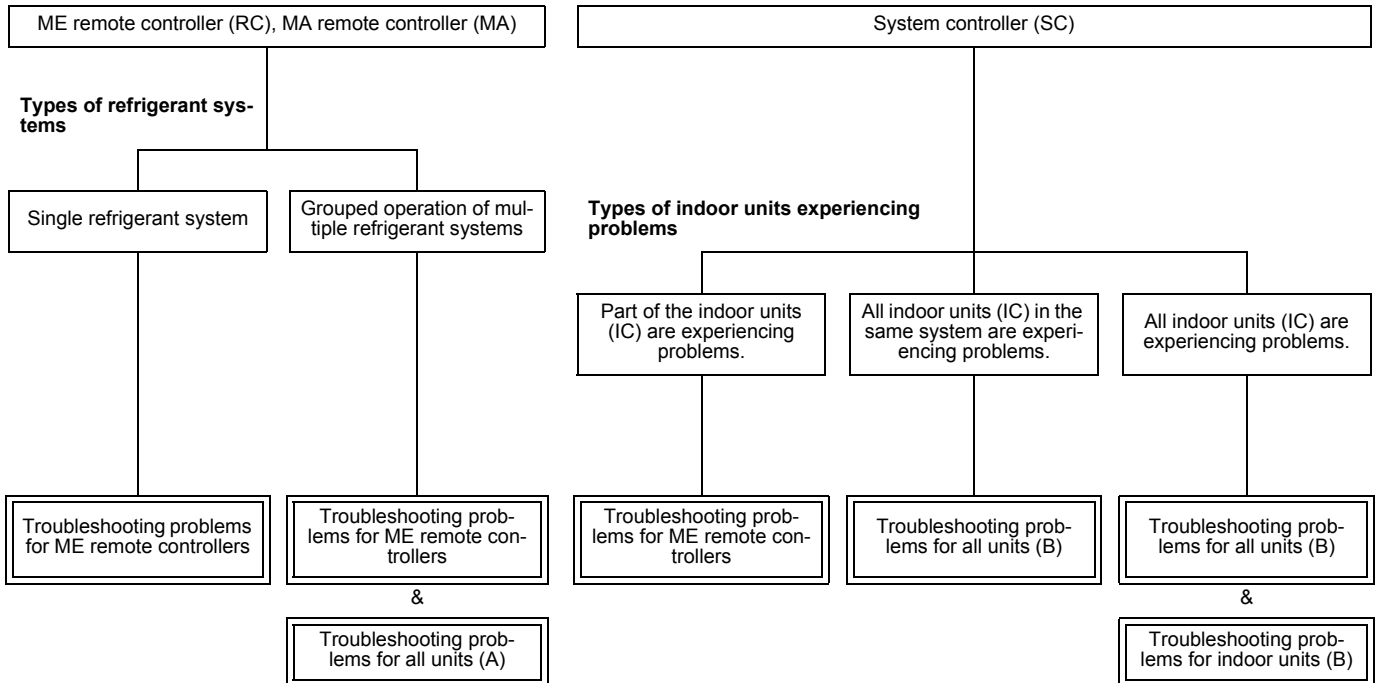 ME remote controller (RC), MA remote controller (MA)
System controller (SC)
Types of refrigerant sys-
tems
Single refrigerant system
Grouped operation of mul-
tiple refrigerant systems
Types of indoor units experiencing
problems
Part of the indoor units
(IC) are experiencing
problems.
All indoor units (IC) in the
same system are experi-
encing problems.
All indoor units (IC) are
experiencing problems.
Troubleshooting problems
for ME remote controllers
Troubleshooting prob-
lems for ME remote con-
trollers
&
Troubleshooting prob-
lems for all units (A)
Troubleshooting prob-
lems for ME remote con-
trollers
Troubleshooting prob-
lems for all units (B)
Troubleshooting prob-
lems for all units (B)
&
Troubleshooting prob-
lems for indoor units (B)